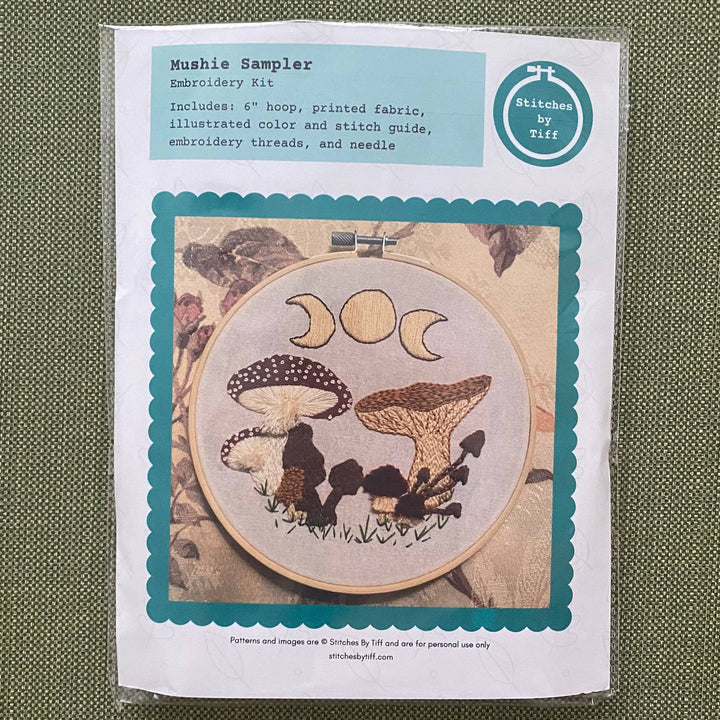 Mushie Sampler
Embroidery Kit
Includes: 6" hoop, printed fabric,
illustrated color and stitch guide,
embroidery threads, and needle
Stitches
by
Tiff
Patterns and images are © Stitches By Tiff and are for personal use only
stitchesbytiff.com